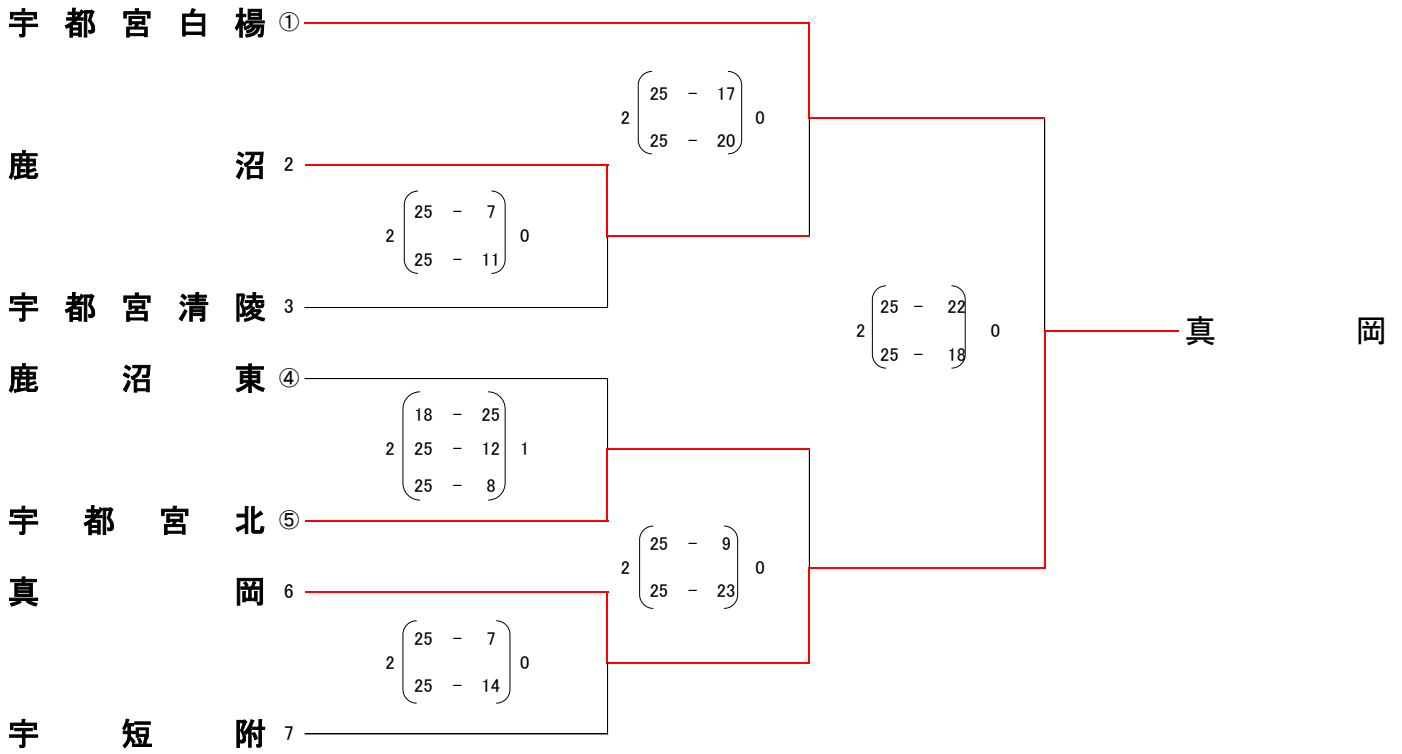 宇都宮白楊 ①
25 - 17
2 0
25 - 20
鹿沼 2
25 - 7
2 0
25 - 11
宇都宮清陵 3
25 - 22
2 0
25 - 18
真岡
鹿沼東 ④
18 - 25
2 25 - 12 1
25 - 8
宇都宮北 ⑤
25 - 9
2 0
25 - 23
真岡 6
25 - 7
2 0
25 - 14
宇短附 7